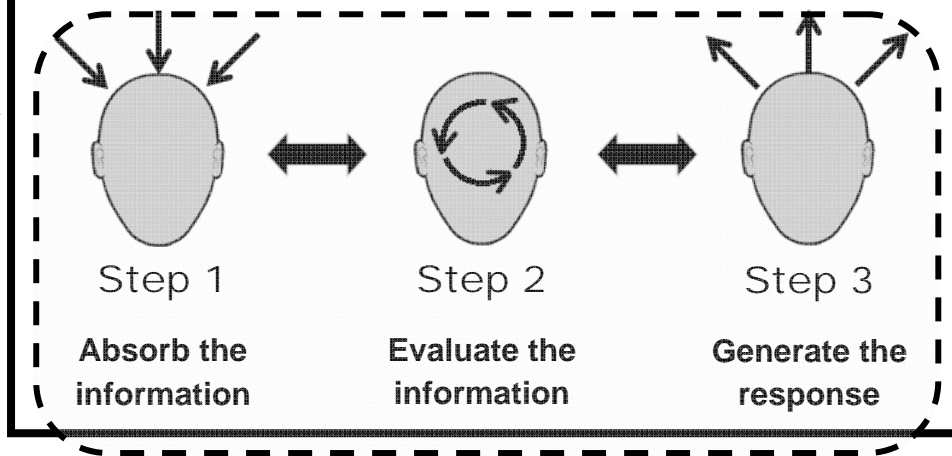 Step 1
Step 2
Step 3
Absorb the
information
Evaluate the
information
Generate the
response